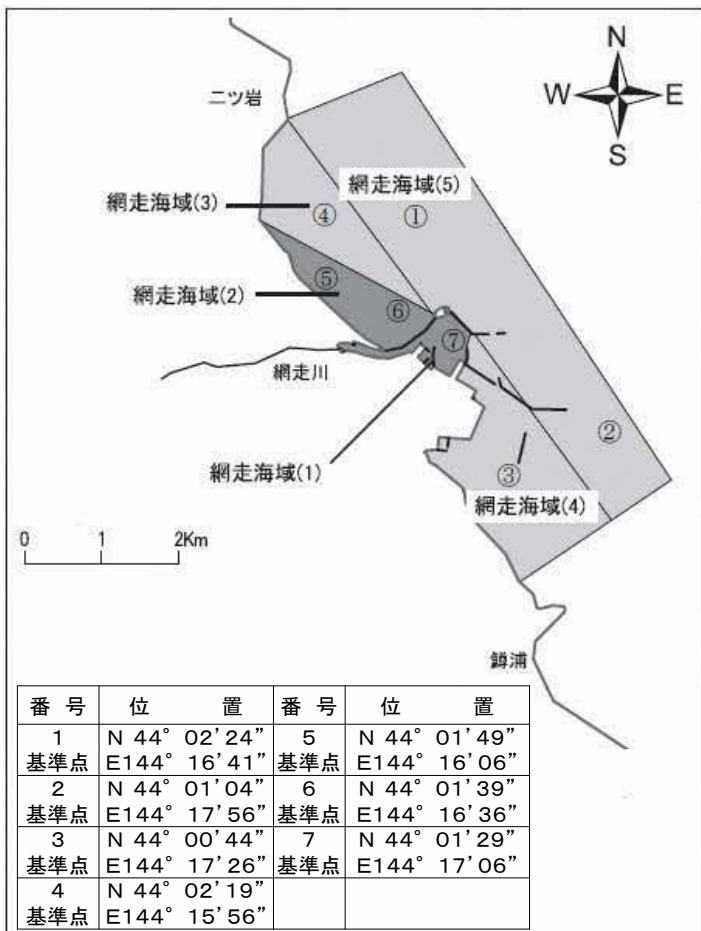 N
W E
S
二ツ岩
網走海域(5)
網走海域(3)
④
①
⑤
網走海域(2)
⑥
⑦
網走川
②
網走海域(1)
③
網走海域(4)
0 1 2Km
鱒浦
番 号 位 置 番 号 位 置
1 N 44° 02’24” 5 N 44° 01’49”
基準点 E144° 16’41” 基準点 E144° 16’06”
2 N 44° 01’04” 6 N 44° 01’39”
基準点 E144° 17’56” 基準点 E144° 16’36”
3 N 44° 00’44” 7 N 44° 01’29”
基準点 E144° 17’26” 基準点 E144° 17’06”
4 N 44° 02’19”
基準点 E144° 15’56”